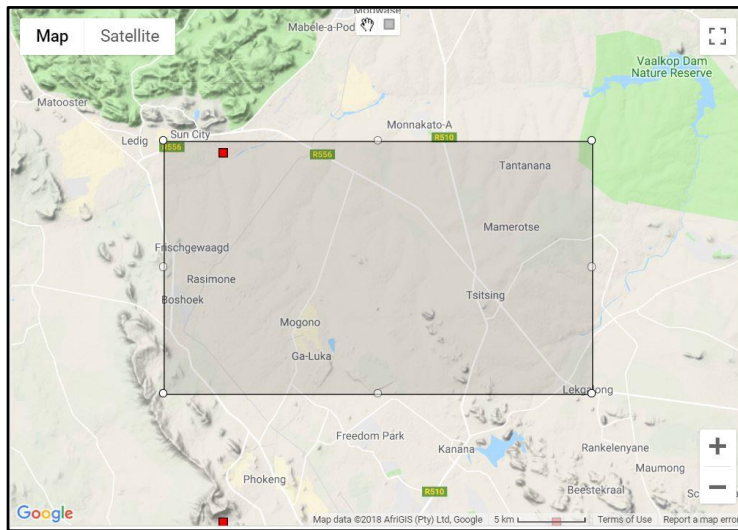 Map Satellite
Mabele-a-Pod
Vaalkop Dam
Nature Reserve
Matooster
Monnakato-A
Sun City
Ledig
R510
R556
R556
Tantanana
Mamerotse
Frischgewaagd
Rasimone
Boshoek
Tsitsing
Mogono
Ga-Luka
Lekgalong
Freedom Park
Kanana
Rankelenyane
Maumong
Phokeng
R510
Beestekraal
Google
Map data ©2018 AfriGIS (Pty) Ltd, Google 5 km Terms of Use Report a map error